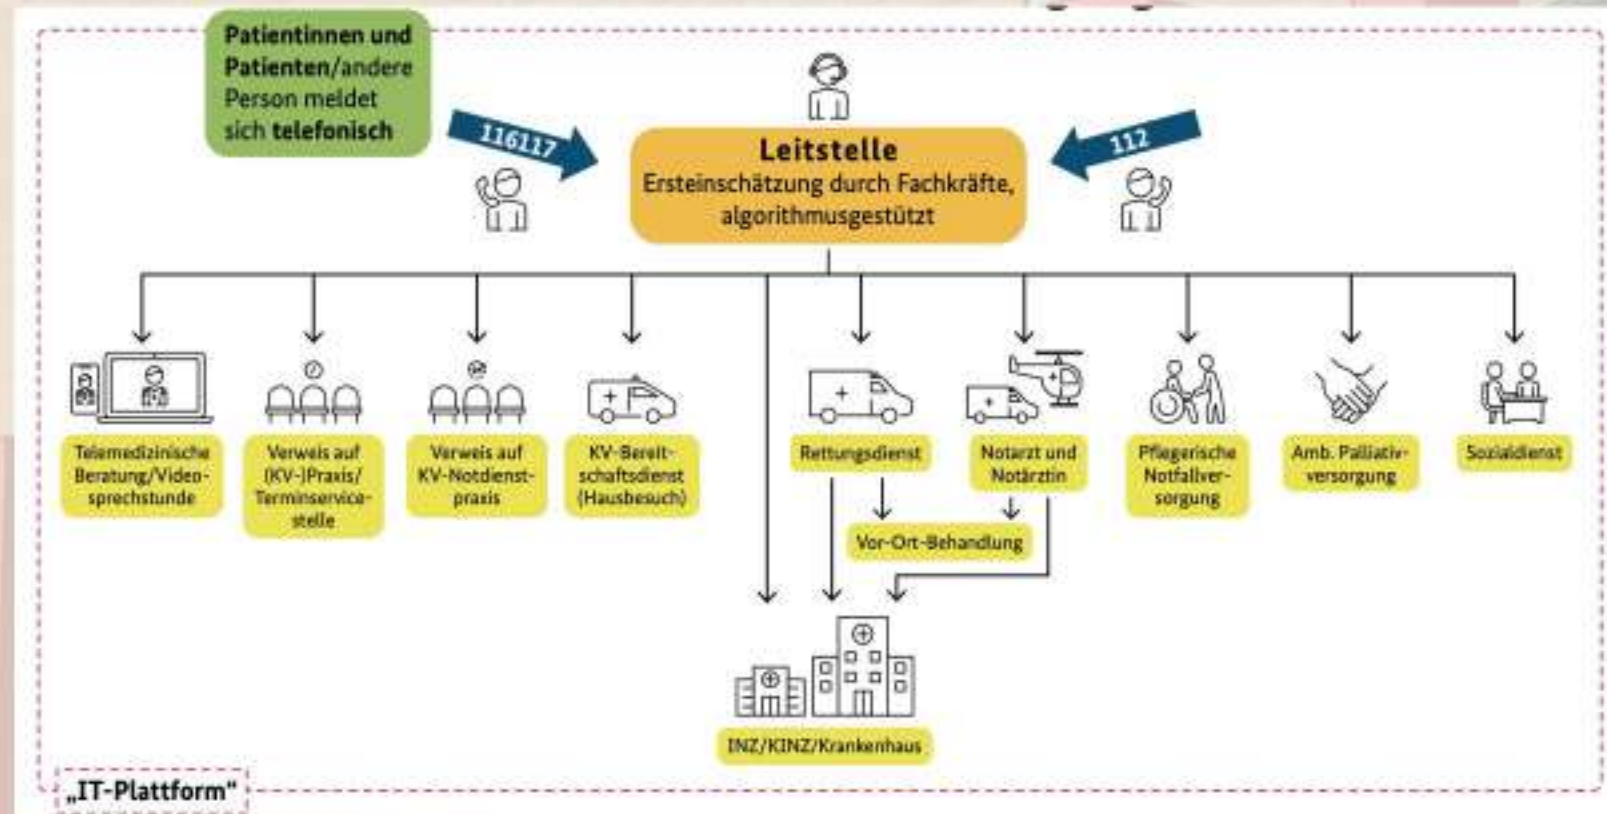 Patientinnen und
Patienten/andere
Person meldet
sich telefonisch
116117
112
Leitstelle
Ersteinschätzung durch Fachkräfte,
algorithmusgestützt
Telemedizinische
Beratung/Video-
sprechstunde
Verweis auf
(KV-)Praxis/
Terminservice-
stelle
Verweis auf
KV-Notdienst-
praxis
KV-Bereit-
schaftsdienst
(Hausbesuch)
Rettungsdienst
Notarzt und
Notärztin
Pflegerische
Notfallver-
sorgung
Amb. Palliativ-
versorgung
Sozialdienst
Vor-Ort-Behandlung
INZ/KINZ/Krankenhaus
„IT-Plattform“